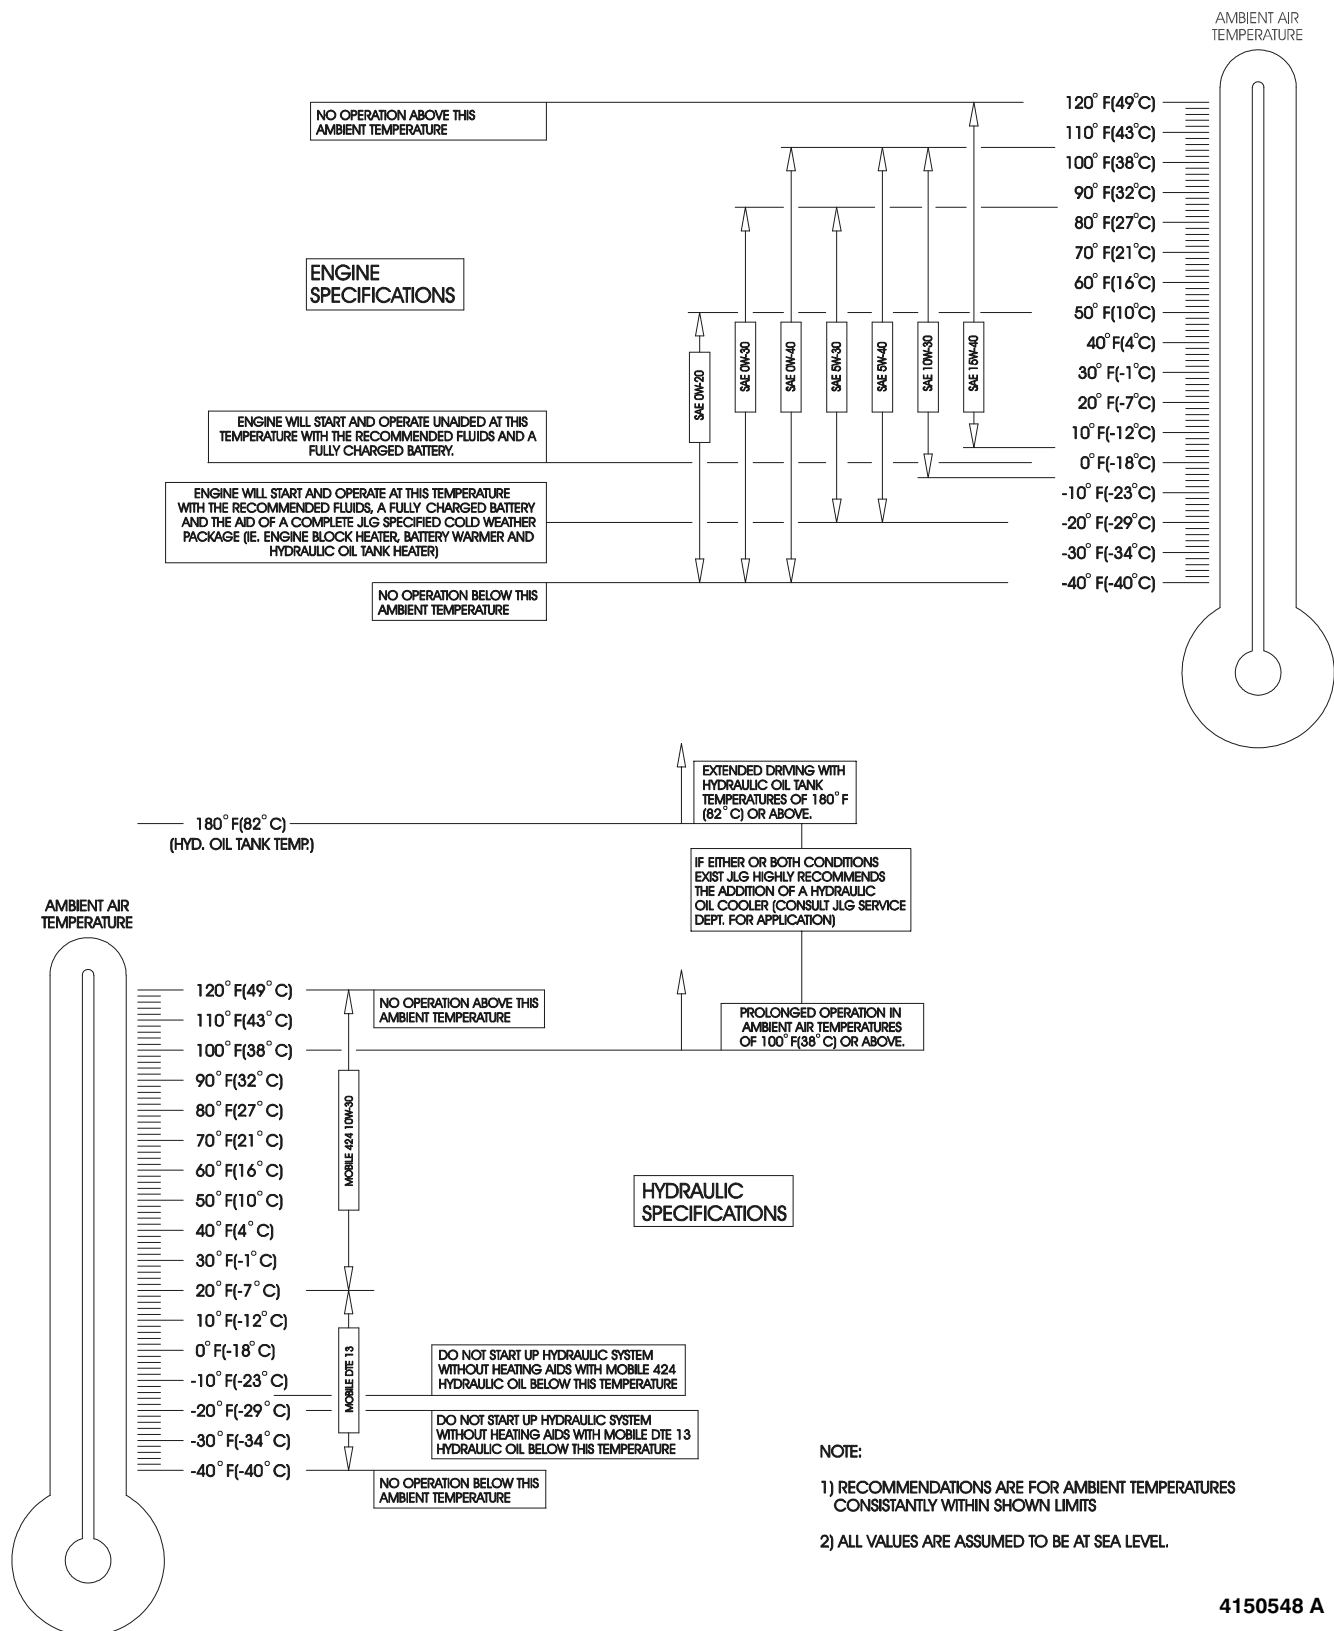 AMBIENT AIR
TEMPERATURE
NO OPERATION ABOVE THIS
AMBIENT TEMPERATURE
120° F(49°C)
110° F(43°C)
100° F(38°C)
90° F(32°C)
80° F(27°C)
70° F(21°C)
60° F(16°C)
50° F(10°C)
40° F(4°C)
30° F(-1°C)
20° F(-7°C)
10° F(-12°C)
0° F(-18°C)
-10° F(-23°C)
-20° F(-29°C)
-30° F(-34°C)
-40° F(-40°C)
ENGINE
SPECIFICATIONS
SAE 0W-20
SAE 0W-30
SAE 0W-40
SAE 5W-30
SAE 5W-40
SAE 10W-30
SAE 15W-40
ENGINE WILL START AND OPERATE UNAIDED AT THIS
TEMPERATURE WITH THE RECOMMENDED FLUIDS AND A
FULLY CHARGED BATTERY.
ENGINE WILL START AND OPERATE AT THIS TEMPERATURE
WITH THE RECOMMENDED FLUIDS, A FULLY CHARGED BATTERY
AND THE AID OF A COMPLETE JLG SPECIFIED COLD WEATHER
PACKAGE (IE. ENGINE BLOCK HEATER, BATTERY WARMER AND
HYDRAULIC OIL TANK HEATER)
NO OPERATION BELOW THIS
AMBIENT TEMPERATURE
EXTENDED DRIVING WITH
HYDRAULIC OIL TANK
TEMPERATURES OF 180° F
(82° C) OR ABOVE.
180° F(82° C)
(HYD. OIL TANK TEMP.)
IF EITHER OR BOTH CONDITIONS
EXIST JLG HIGHLY RECOMMENDS
THE ADDITION OF A HYDRAULIC
OIL COOLER (CONSULT JLG SERVICE
DEPT. FOR APPLICATION)
AMBIENT AIR
TEMPERATURE
120° F(49° C)
110° F(43° C)
100° F(38° C)
90° F(32° C)
80° F(27° C)
70° F(21° C)
60° F(16° C)
50° F(10° C)
40° F(4° C)
30° F(-1° C)
20° F(-7° C)
10° F(-12° C)
0° F(-18° C)
-10° F(-23° C)
-20° F(-29° C)
-30° F(-34° C)
-40° F(-40° C)
NO OPERATION ABOVE THIS
AMBIENT TEMPERATURE
PROLONGED OPERATION IN
AMBIENT AIR TEMPERATURES
OF 100° F(38° C) OR ABOVE.
MOBILE 424 10W-30
HYDRAULIC
SPECIFICATIONS
MOBILE DTE 13
DO NOT START UP HYDRAULIC SYSTEM
WITHOUT HEATING AIDS WITH MOBILE 424
HYDRAULIC OIL BELOW THIS TEMPERATURE
DO NOT START UP HYDRAULIC SYSTEM
WITHOUT HEATING AIDS WITH MOBILE DTE 13
HYDRAULIC OIL BELOW THIS TEMPERATURE
NO OPERATION BELOW THIS
AMBIENT TEMPERATURE
NOTE:
1) RECOMMENDATIONS ARE FOR AMBIENT TEMPERATURES
CONSISTANTLY WITHIN SHOWN LIMITS
2) ALL VALUES ARE ASSUMED TO BE AT SEA LEVEL.
4150548 A